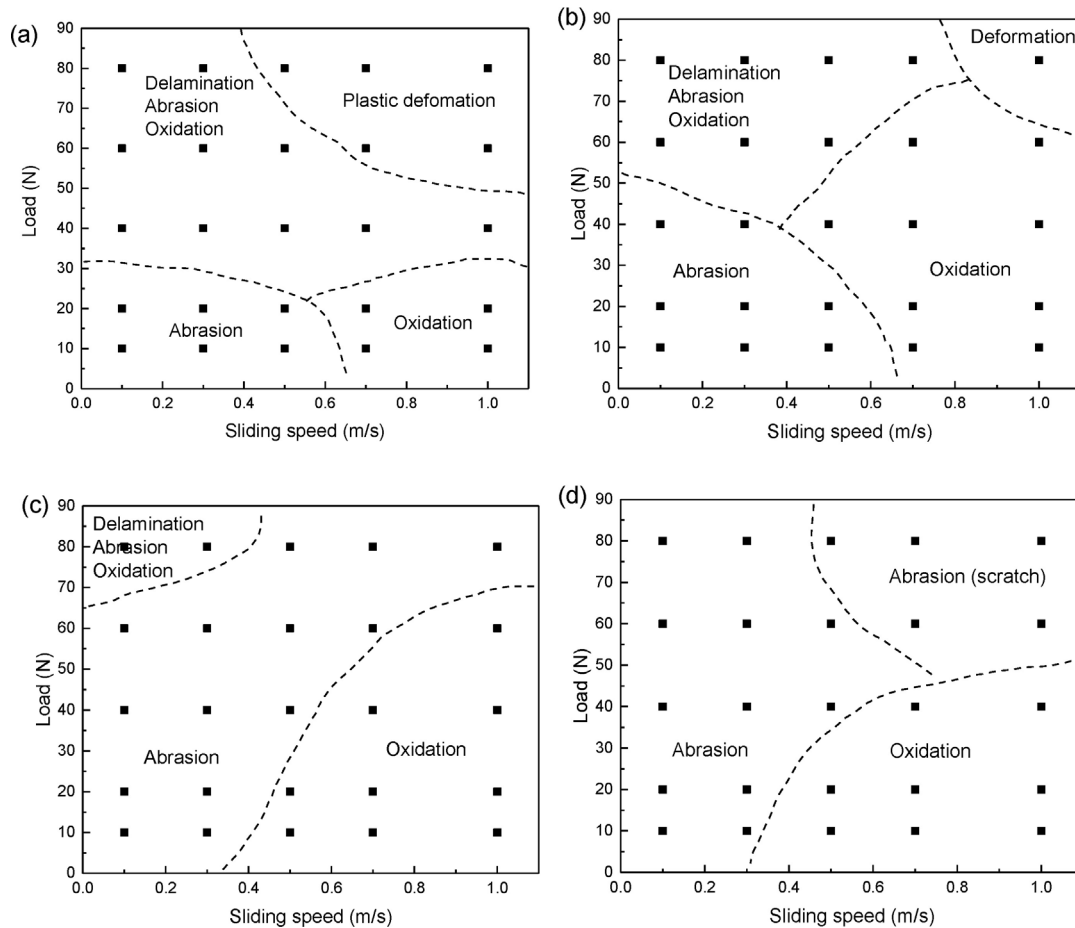 (a)
90
80
70
60
50
40
30
20
10
0
Load (N)
Delamination
Abrasion
Oxidation
Plastic defomation
Abrasion
Oxidation
0.0 0.2 0.4 0.6 0.8 1.0
Sliding speed (m/s)
(b)
90
80
70
60
50
40
30
20
10
0
Load (N)
Deformation
Delamination
Abrasion
Oxidation
Abrasion
Oxidation
0.0 0.2 0.4 0.6 0.8 1.0
Sliding speed (m/s)
(c)
90
80
70
60
50
40
30
20
10
0
Load (N)
Delamination
Abrasion
Oxidation
Abrasion
Oxidation
0.0 0.2 0.4 0.6 0.8 1.0
Sliding speed (m/s)
(d)
90
80
70
60
50
40
30
20
10
0
Load (N)
Abrasion (scratch)
Abrasion
Oxidation
0.0 0.2 0.4 0.6 0.8 1.0
Sliding speed (m/s)